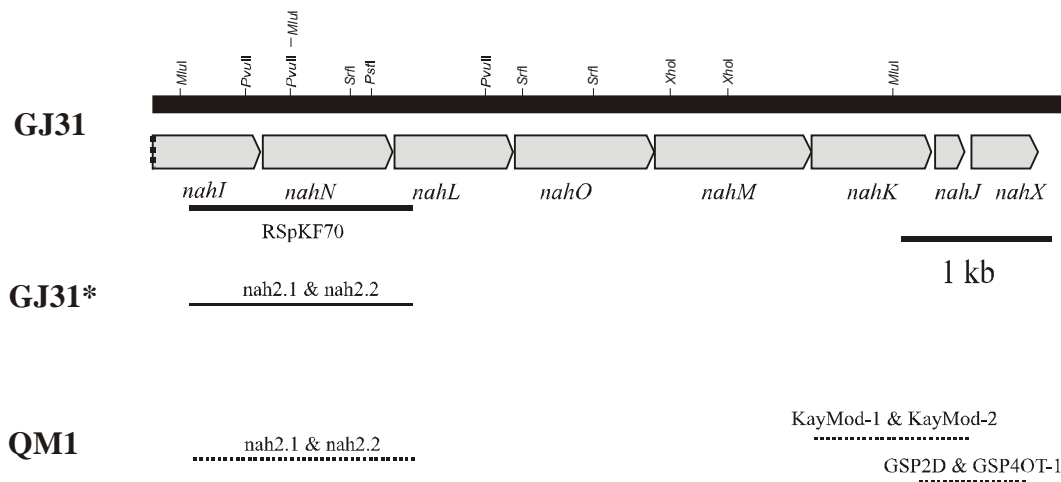 MluI
PvuII
PvuII
MluI
SrfI
PstI
PvuII
SrfI
SrfI
XhoI
XhoI
MluI
GJ31
nahI nahN nahL nahO nahM nahK nahJ nahX
RSpKF70
1 kb
GJ31*
nah2.1 & nah2.2
QM1
nah2.1 & nah2.2
KayMod-1 & KayMod-2
GSP2D & GSP4OT-1